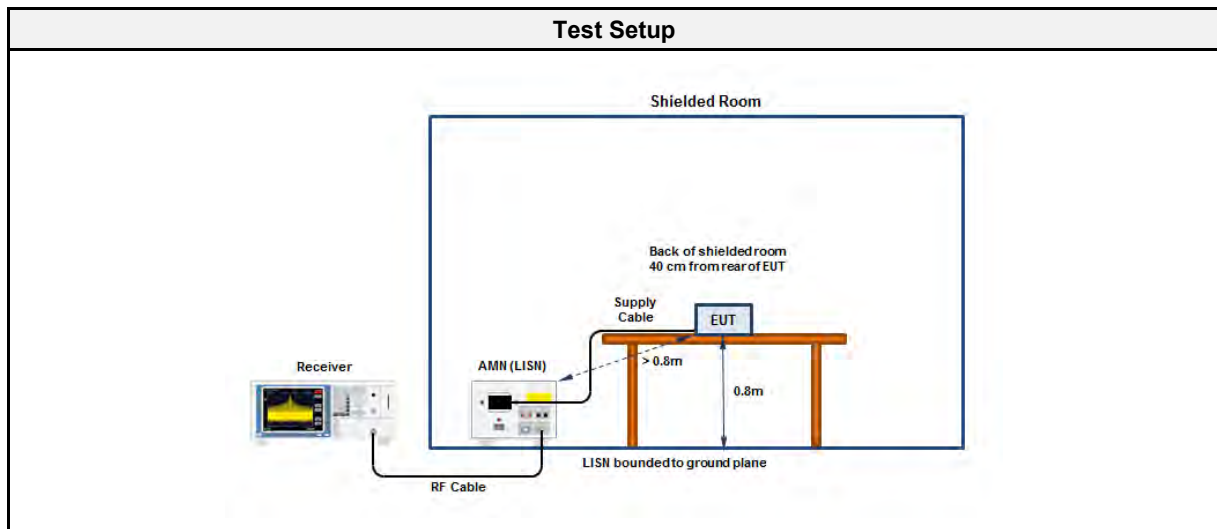 Test Setup
Shielded Room
Back of shielded room
40 cm from rear of EUT
Supply
Cable
EUT
> 0.8m
AMN (LISN)
Receiver
0.8m
LISN bounded to ground plane
RF Cable